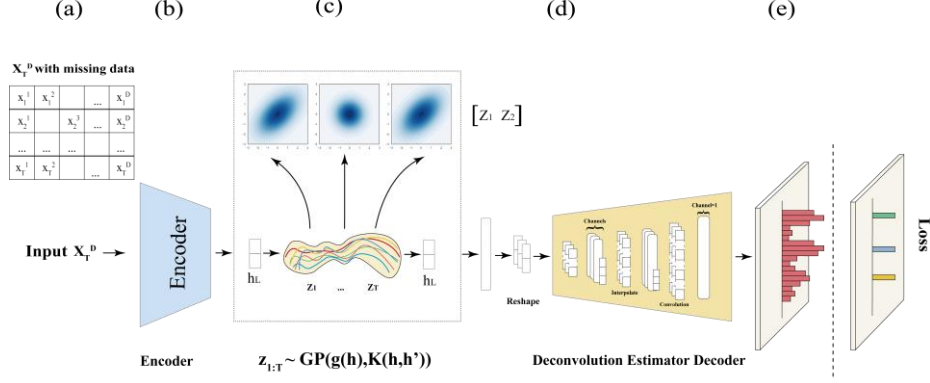 (a) (b) (c) (d) (e)
X_T^D with missing data
x_1^1 x_1^2 ... x_1^D
x_2^1 x_2^3 ... x_2^D
... ... ...
x_T^1 x_T^2 ... x_T^D
[Z_1 Z_2]
Input X_T^D
Encoder
h_L
z_1 ... z_T
h_L
Reshape
Channels
Interpolate
Convolution
Channel=1
Loss
Encoder
z_{1:T} ~ GP(g(h),K(h,h’))
Deconvolution Estimator Decoder